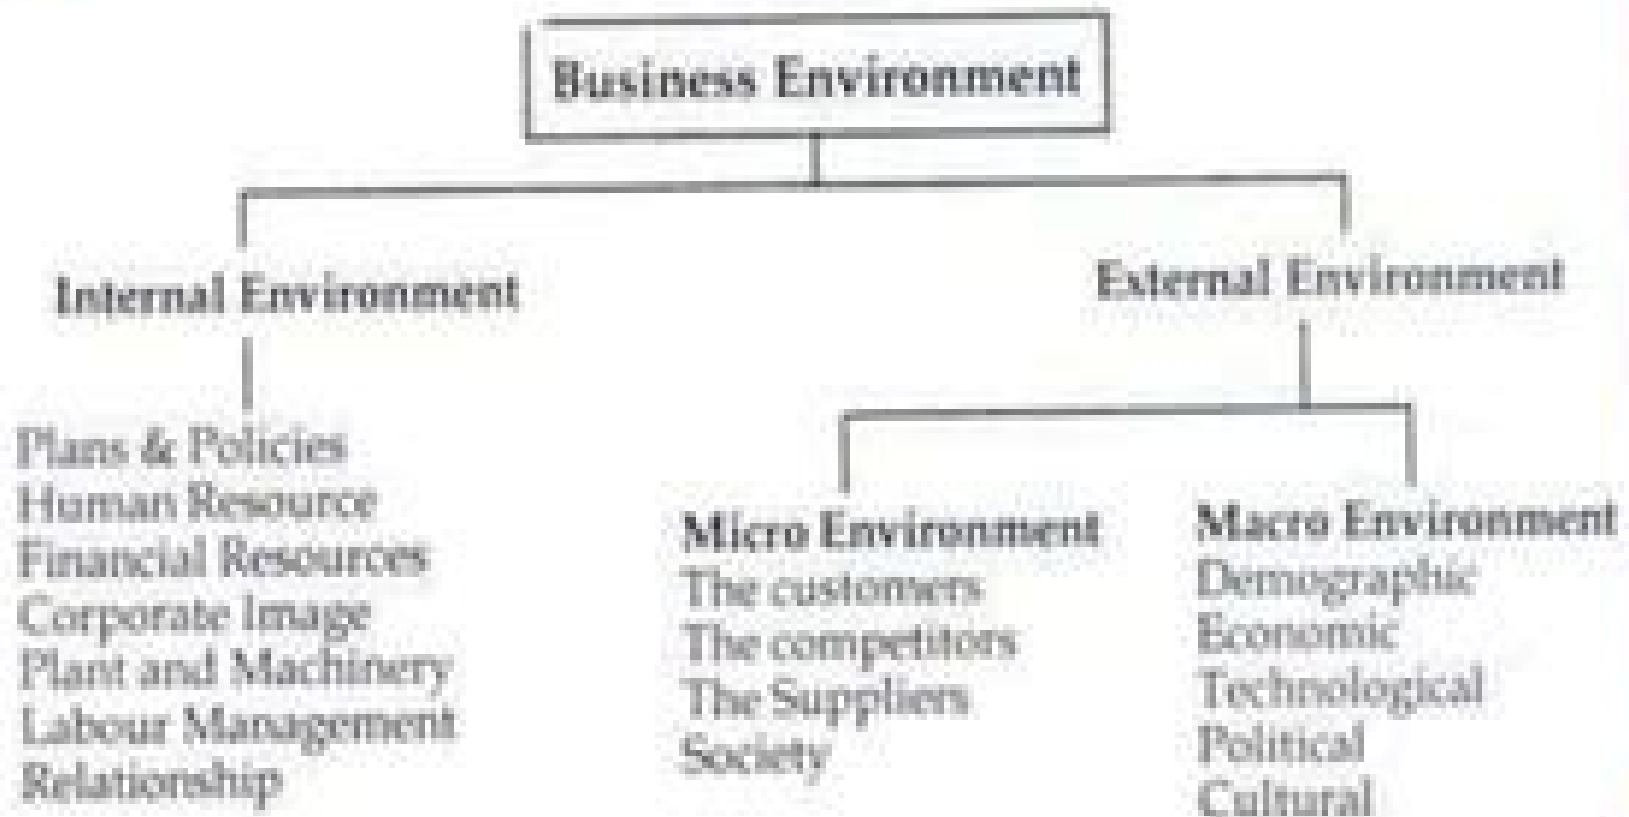 Business Environment
Internal Environment
External Environment
Plans & Policies
Human Resource
Financial Resources
Corporate Image
Plant and Machinery
Labour Management
Relationship
Micro Environment
The customers
The competitors
The Suppliers
Society
Macro Environment
Demographic
Economic
Technological
Political
Cultural